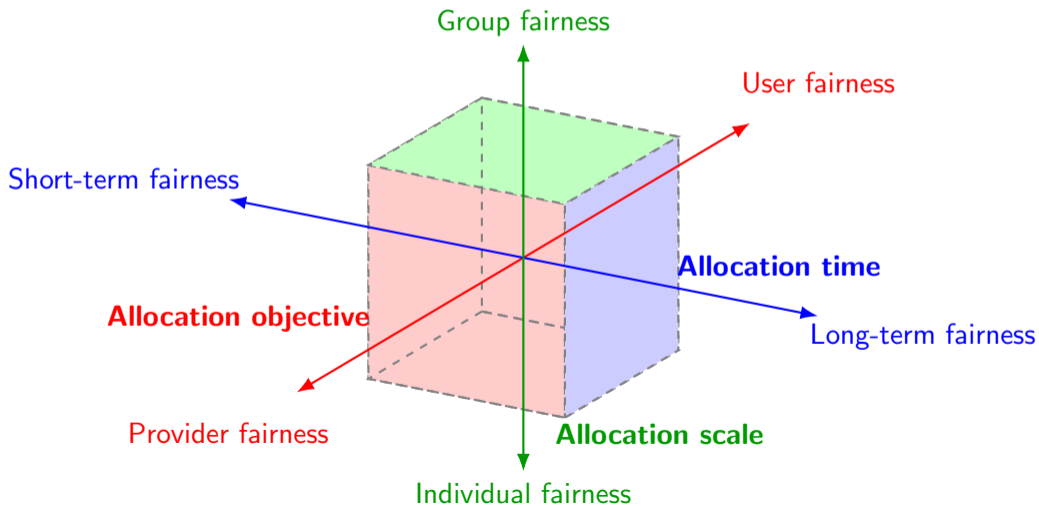 Group fairness
User fairness
Short-term fairness
Allocation time
Allocation objective
Long-term fairness
Provider fairness
Allocation scale
Individual fairness